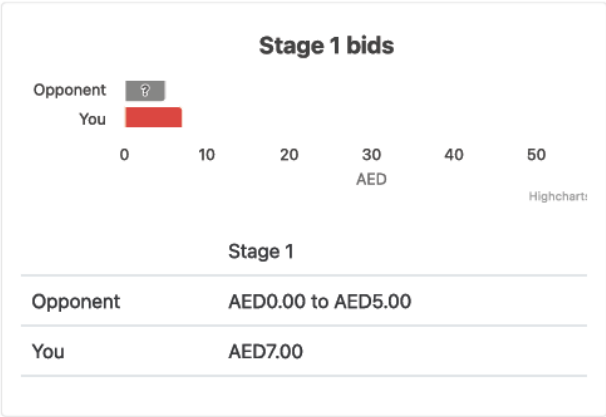 Stage 1 bids
Opponent
?
You
0 10 20 30 40 50
AED
Highcharts
Stage 1
Opponent AED0.00 to AED5.00
You AED7.00